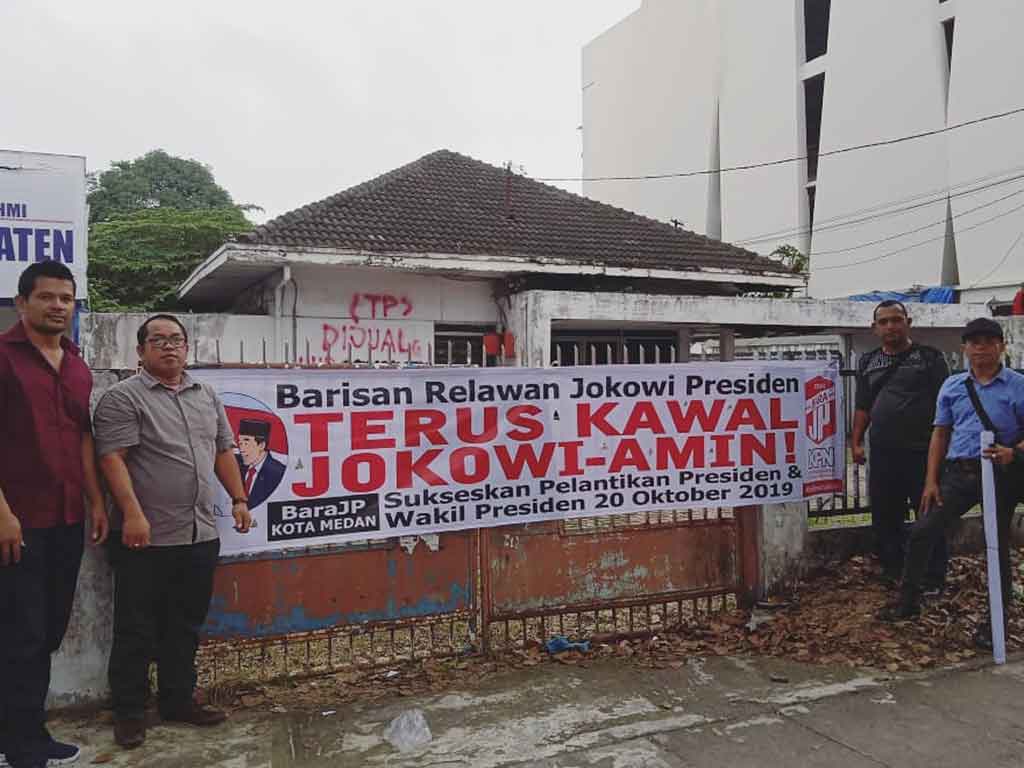 HMI
ATEN
(TP)
DIJUAL
Barisan Relawan Jokowi Presiden
TERUS KAWAL
JOKOWI-AMIN!
BaraJP
KOTA MEDAN
Sukseskan Pelantikan Presiden &
Wakil Presiden 20 Oktober 2019
BARA
JP
KPN